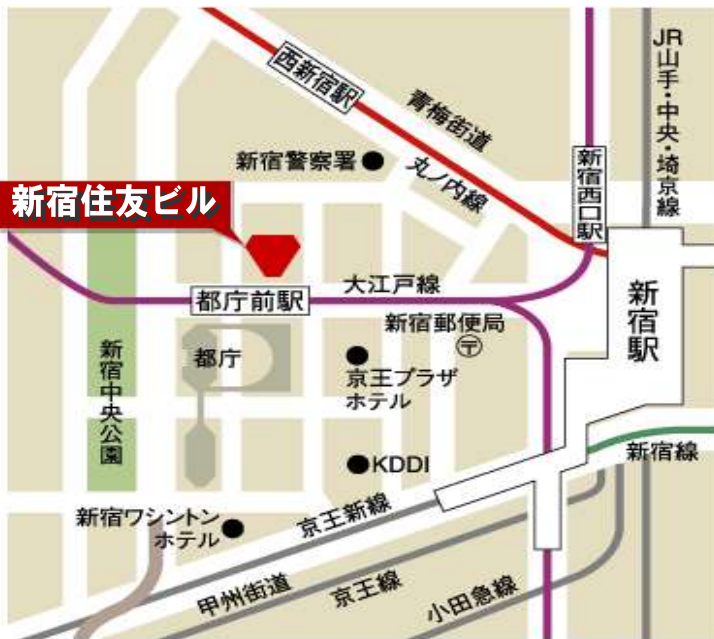 JR山手・中央・埼京線
西新宿駅
青梅街道
新宿警察署
丸ノ内線
新宿西口駅
新宿住友ビル
大江戸線
都庁前駅
新宿駅
新宿郵便局
〒
都庁
新宿中央公園
京王プラザ
ホテル
KDDI
新宿線
新宿ワシントン
ホテル
京王新線
甲州街道
京王線
小田急線